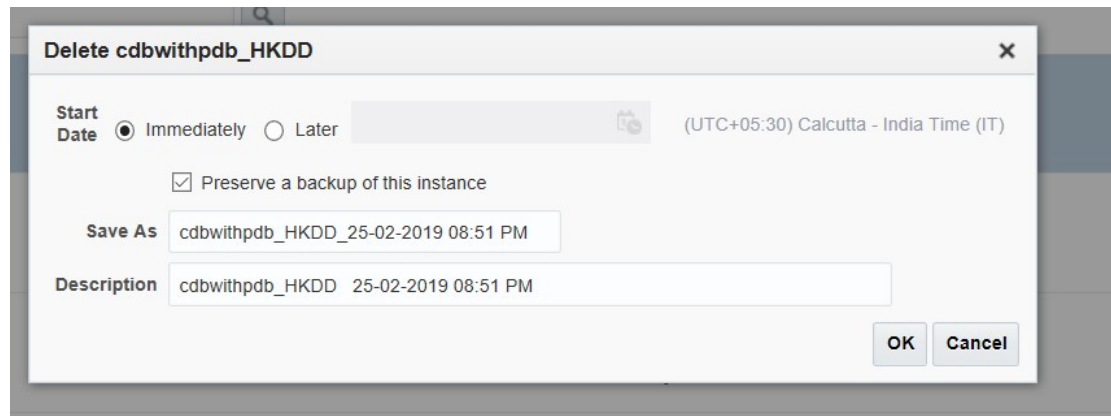 Delete cdbwithpdb_HKDD
Start
Date Immediately Later (UTC+05:30) Calcutta - India Time (IT)
Preserve a backup of this instance
Save As cdbwithpdb_HKDD_25-02-2019 08:51 PM
Description cdbwithpdb_HKDD 25-02-2019 08:51 PM
OK Cancel